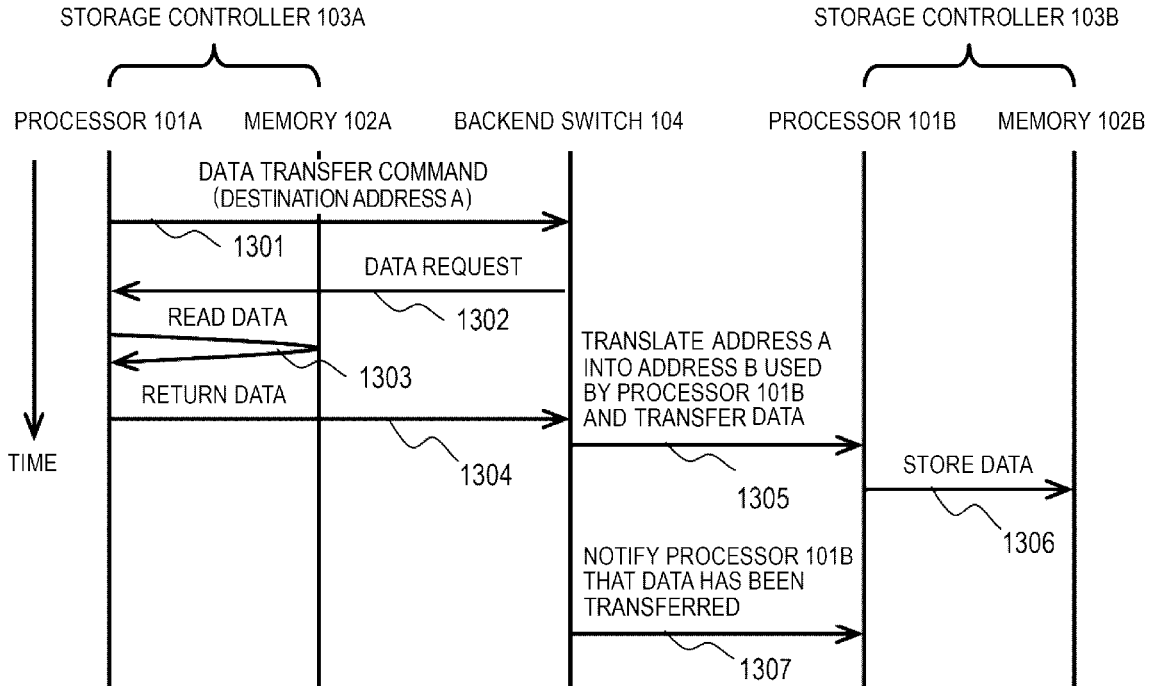 STORAGE CONTROLLER 103A
STORAGE CONTROLLER 103B
PROCESSOR 101A
MEMORY 102A
BACKEND SWITCH 104
PROCESSOR 101B
MEMORY 102B
DATA TRANSFER COMMAND
(DESTINATION ADDRESS A)
1301
DATA REQUEST
1302
READ DATA
1303
TRANSLATE ADDRESS A
INTO ADDRESS B USED
BY PROCESSOR 101B
AND TRANSFER DATA
RETURN DATA
1304
TIME
1305
STORE DATA
1306
NOTIFY PROCESSOR 101B
THAT DATA HAS BEEN
TRANSFERRED
1307